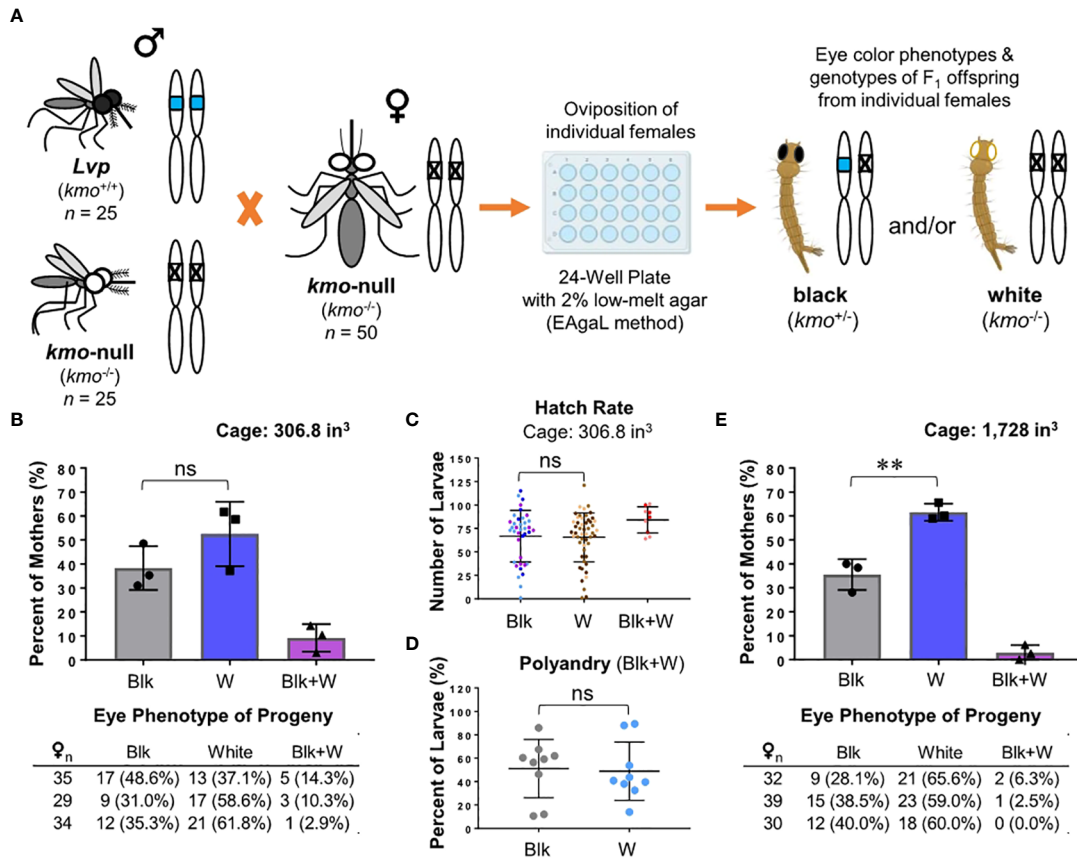 A
♂
Lvp
(kmo+/+)
n = 25
kmo-null
(kmo-/-)
n = 25
♀
kmo-null
(kmo-/-)
n = 50
Oviposition of
individual females
1 2 3 4 5 6
A
B
C
D
24-Well Plate
with 2% low-melt agar
(EAgaL method)
Eye color phenotypes &
genotypes of F1 offspring
from individual females
black
(kmo+/-)
and/or
white
(kmo-/-)
B
Cage: 306.8 in3
Percent of Mothers (%)
80
70
60
50
40
30
20
10
0
ns
Blk W Blk+W
Eye Phenotype of Progeny
♀n Blk White Blk+W
35 17 (48.6%) 13 (37.1%) 5 (14.3%)
29 9 (31.0%) 17 (58.6%) 3 (10.3%)
34 12 (35.3%) 21 (61.8%) 1 (2.9%)
C
Hatch Rate
Cage: 306.8 in3
Number of Larvae
150
125
100
75
50
25
0
ns
Blk W Blk+W
D
Polyandry (Blk+W)
Percent of Larvae (%)
120
100
80
60
40
20
0
ns
Blk W
E
Cage: 1,728 in3
Percent of Mothers (%)
80
70
60
50
40
30
20
10
0
**
Blk W Blk+W
Eye Phenotype of Progeny
♀n Blk White Blk+W
32 9 (28.1%) 21 (65.6%) 2 (6.3%)
39 15 (38.5%) 23 (59.0%) 1 (2.5%)
30 12 (40.0%) 18 (60.0%) 0 (0.0%)